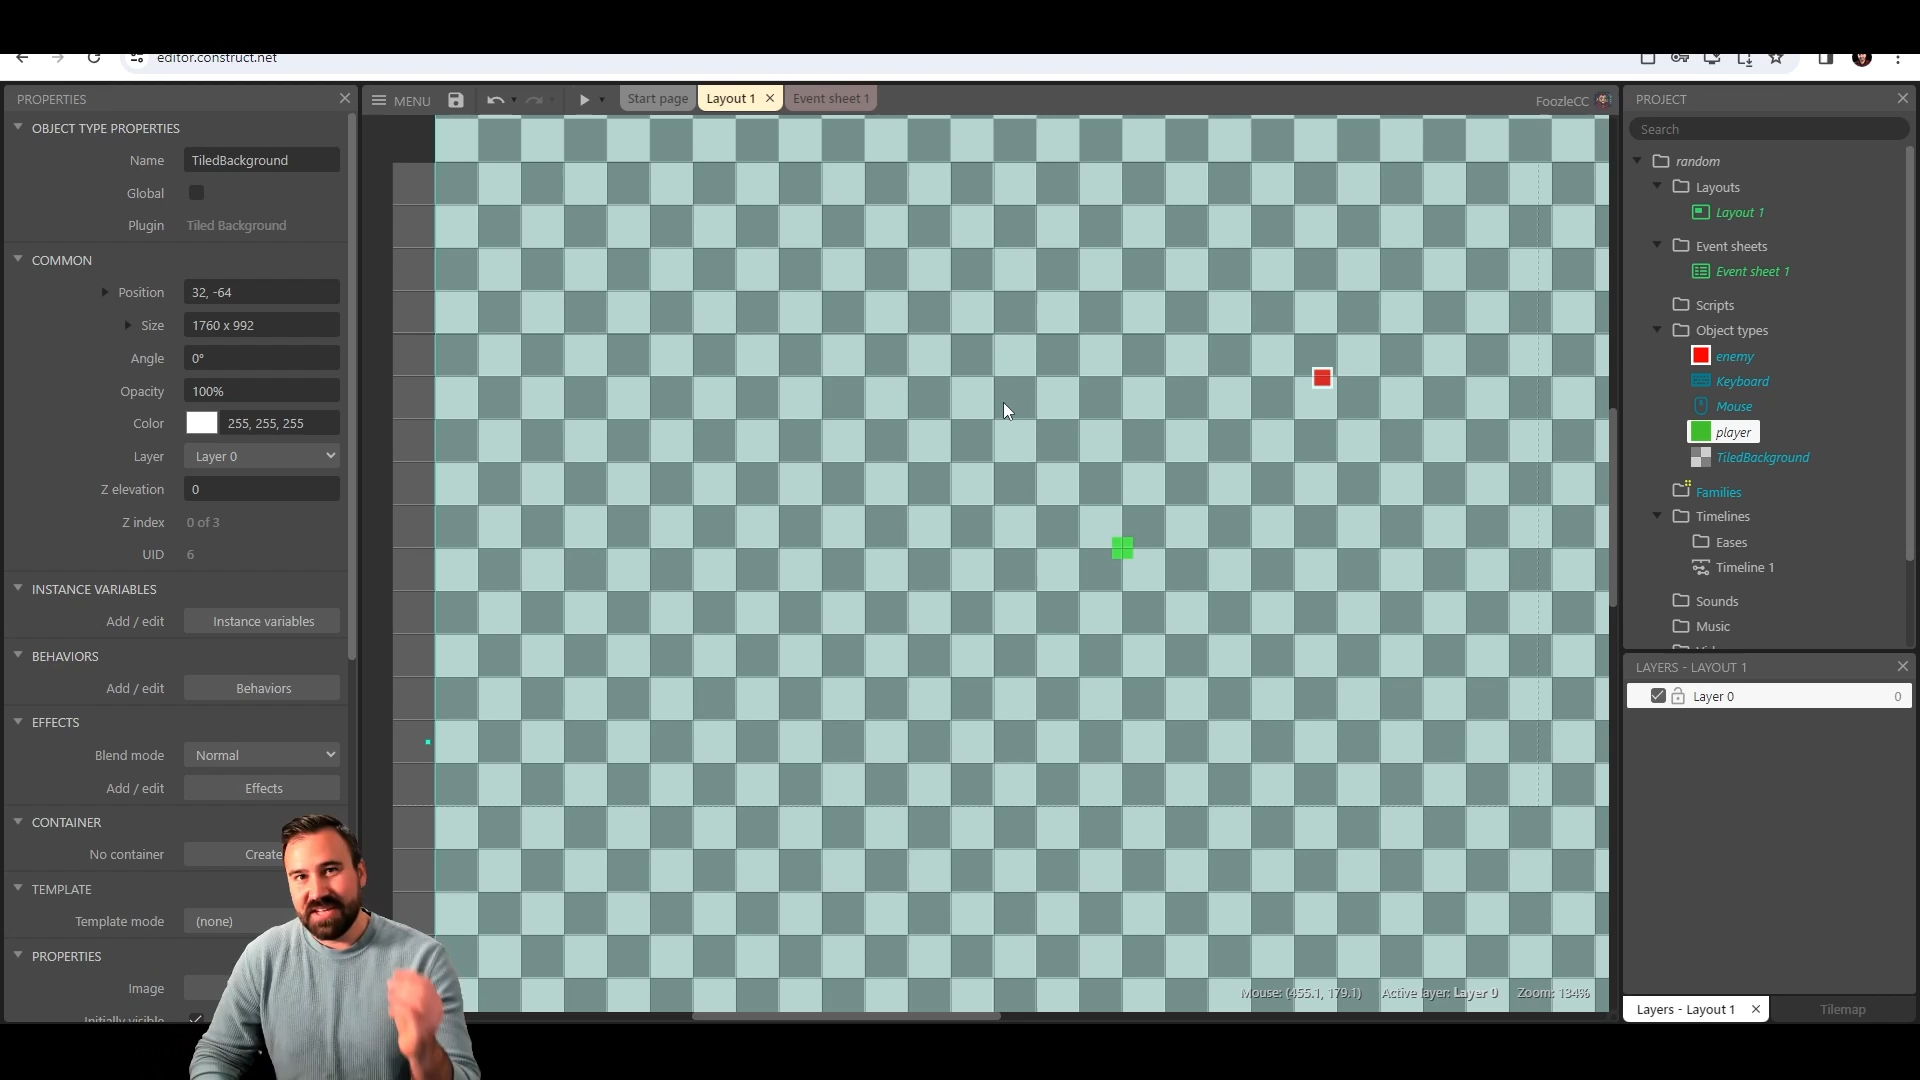 editor.construct.net
PROPERTIES
OBJECT TYPE PROPERTIES
Name TiledBackground
Global
Plugin Tiled Background
COMMON
Position 32, -64
Size 1760 x 992
Angle 0°
Opacity 100%
Color 255, 255, 255
Layer Layer 0
Z elevation 0
Z index 0 of 3
UID 6
INSTANCE VARIABLES
Add / edit Instance variables
BEHAVIORS
Add / edit Behaviors
EFFECTS
Blend mode Normal
Add / edit Effects
CONTAINER
No container Create
TEMPLATE
Template mode (none)
PROPERTIES
Image
Initially visible
MENU
Start page
Layout 1
Event sheet 1
FoozleCC
Mouse: (455.1, 179.1) Active layer: Layer 0 Zoom: 134%
PROJECT
Search
random
Layouts
Layout 1
Event sheets
Event sheet 1
Scripts
Object types
enemy
Keyboard
Mouse
player
TiledBackground
Families
Timelines
Eases
Timeline 1
Sounds
Music
LAYERS - LAYOUT 1
Layer 0 0
Layers - Layout 1
Tilemap